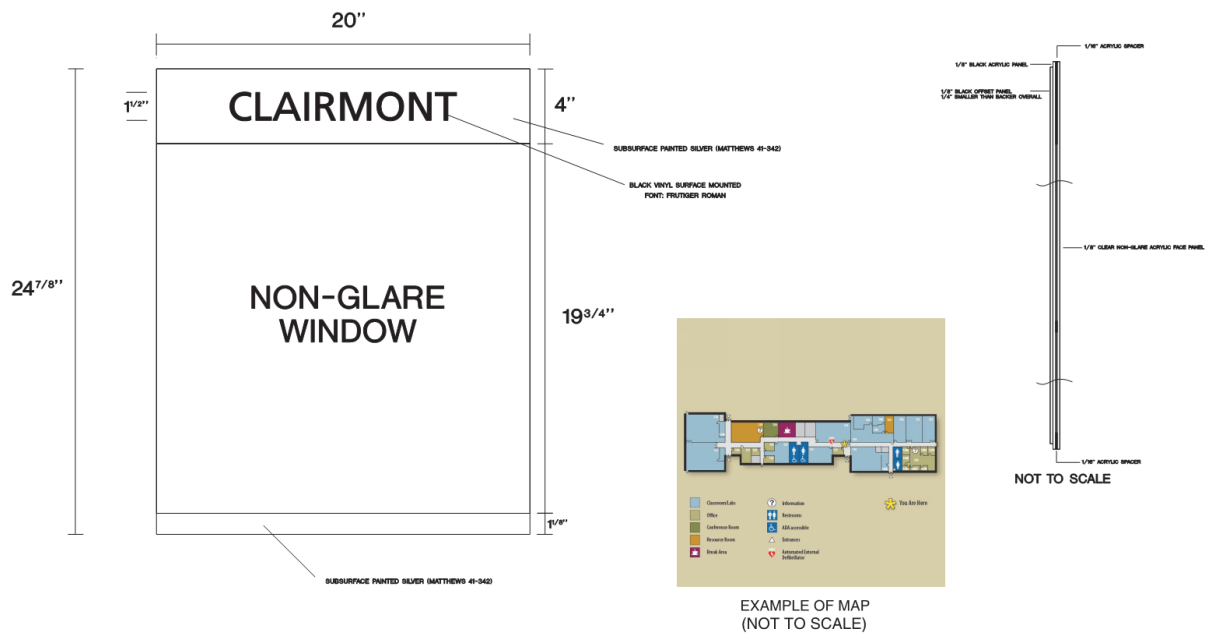 20”
1 1/2”
CLAIRMONT
4”
SUBSURFACE PAINTED SILVER (MATTHEWS 41-342)
BLACK VINYL SURFACE MOUNTED
FONT: FRUTIGER ROMAN
24 7/8”
NON-GLARE
WINDOW
19 3/4”
1 1/8”
SUBSURFACE PAINTED SILVER (MATTHEWS 41-342)
Classroom/Labs
Office
Conference Room
Resource Room
Break Area
Information
Restrooms
ADA accessible
Entrances
Automated External
Defibrillator
You Are Here
EXAMPLE OF MAP
(NOT TO SCALE)
1/16” ACRYLIC SPACER
1/8” BLACK ACRYLIC PANEL
1/8” BLACK OFFSET PANEL
1/4” SMALLER THAN BACKER OVERALL
1/8” CLEAR NON-GLARE ACRYLIC FACE PANEL
1/16” ACRYLIC SPACER
NOT TO SCALE